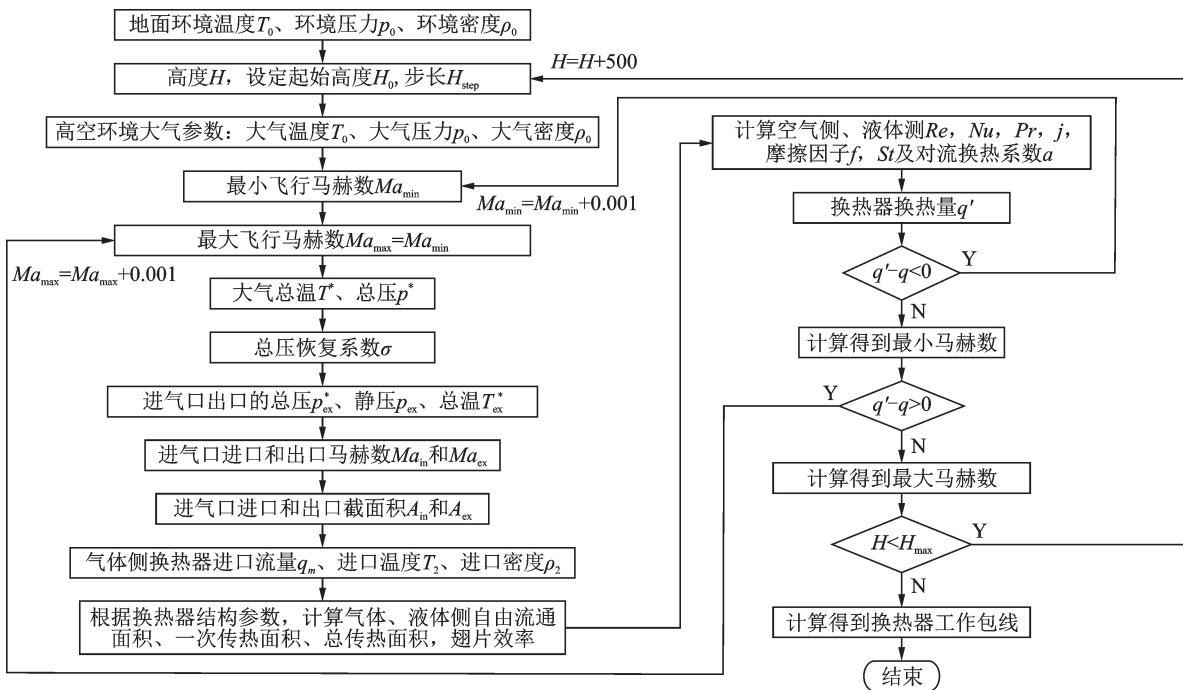 地面环境温度T₀、环境压力p₀、环境密度ρ₀
高度H，设定起始高度H₀,步长H_step
H=H+500
高空环境大气参数：大气温度T₀、大气压力p₀、大气密度ρ₀
最小飞行马赫数Ma_min
Ma_min=Ma_min+0.001
最大飞行马赫数Ma_max=Ma_min
Ma_max=Ma_max+0.001
大气总温T*、总压p*
总压恢复系数σ
进气口出口的总压p*_ex、静压p_ex、总温T*_ex
进气口进口和出口马赫数Ma_in和Ma_ex
进气口进口和出口截面积A_in和A_ex
气体侧换热器进口流量q_m、进口温度T₂、进口密度ρ₂
根据换热器结构参数，计算气体、液体侧自由流通
面积、一次传热面积、总传热面积，翅片效率
计算空气侧、液体测Re，Nu，Pr，j，
摩擦因子f，St及对流换热系数a
换热器换热量q′
q′−q<0
Y
N
计算得到最小马赫数
q′−q>0
Y
N
计算得到最大马赫数
H<H_max
Y
N
计算得到换热器工作包线
结束